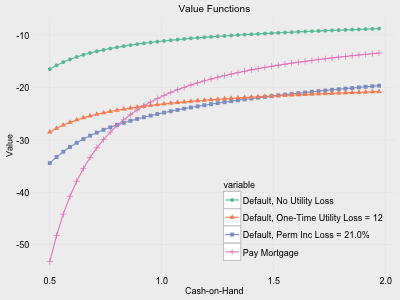 Value Functions
-10
-20
-30
-40
-50
Value
variable
Default, No Utility Loss
Default, One-Time Utility Loss = 12
Default, Perm Inc Loss = 21.0%
Pay Mortgage
0.5 1.0 1.5 2.0
Cash-on-Hand